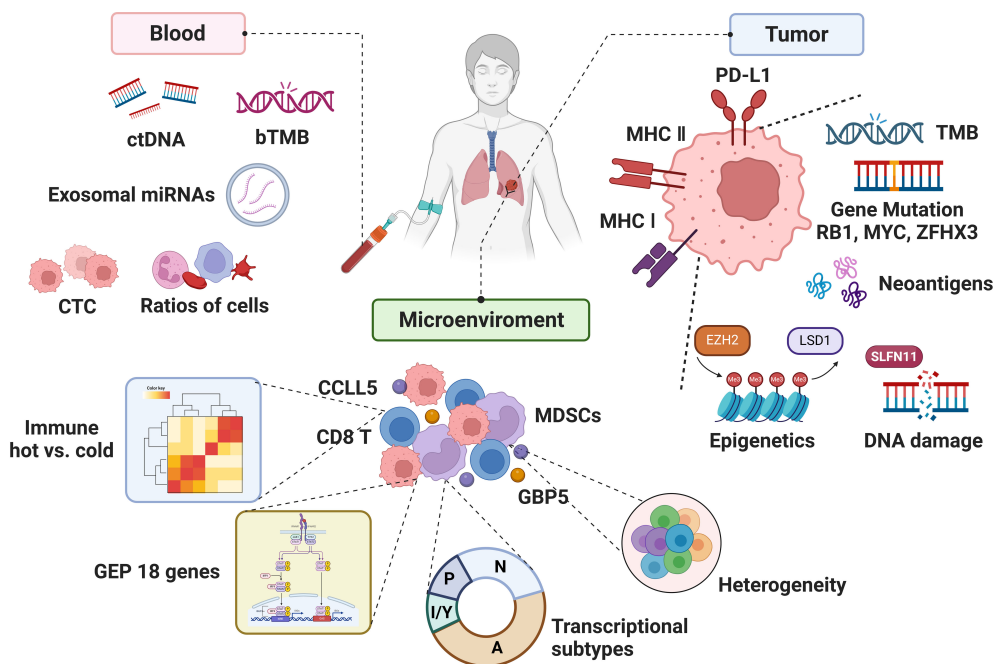 Blood
Tumor
PD-L1
ctDNA
bTMB
MHC II
TMB
Exosomal miRNAs
MHC I
Gene Mutation
RB1, MYC, ZFHX3
CTC
Ratios of cells
Neoantigens
Microenviroment
EZH2
LSD1
SLFN11
Me3
Me3
Me3
Me3
Epigenetics
DNA damage
Color key
CCLL5
CD8 T
MDSCs
GBP5
Immune
hot vs. cold
GEP 18 genes
Heterogeneity
P
N
I/Y
A
Transcriptional
subtypes